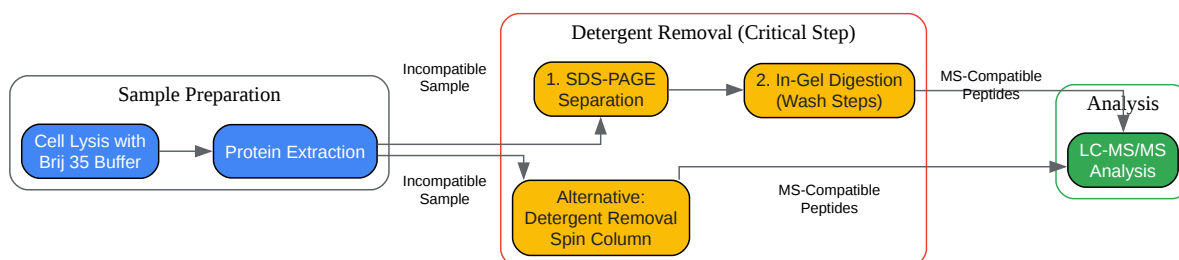 Sample Preparation
Cell Lysis with
Brij 35 Buffer
Protein Extraction
Incompatible
Sample
Incompatible
Sample
Detergent Removal (Critical Step)
1. SDS-PAGE
Separation
2. In-Gel Digestion
(Wash Steps)
Alternative:
Detergent Removal
Spin Column
MS-Compatible
Peptides
MS-Compatible
Peptides
Analysis
LC-MS/MS
Analysis